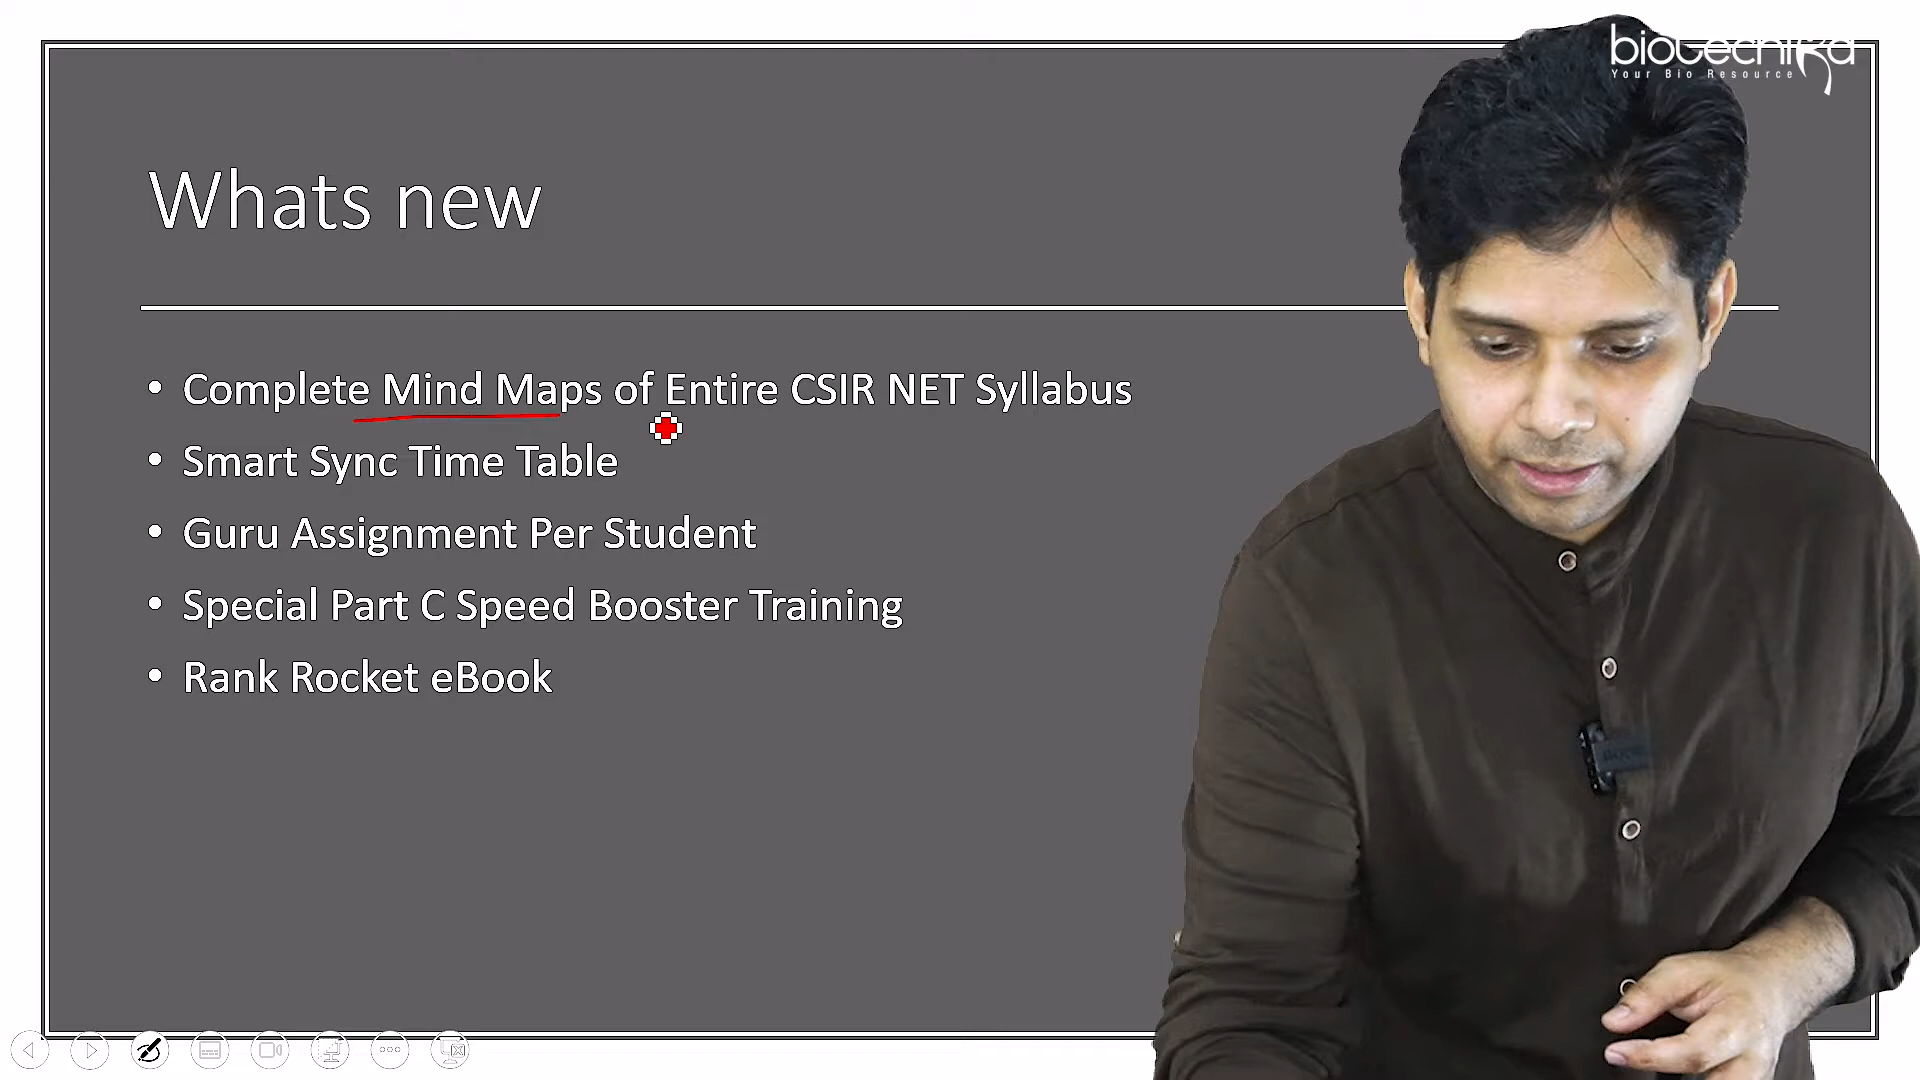 biotecnika
Your Bio Resource
Whats new
• Complete Mind Maps of Entire CSIR NET Syllabus
• Smart Sync Time Table
• Guru Assignment Per Student
• Special Part C Speed Booster Training
• Rank Rocket eBook